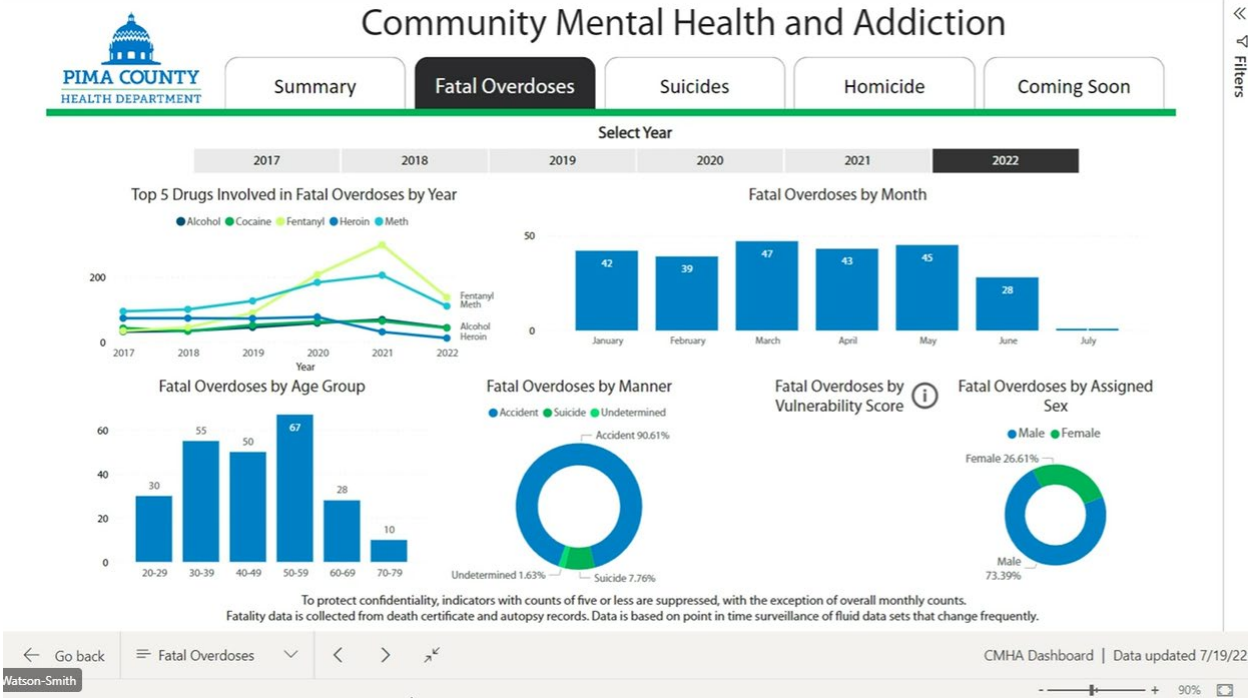 Community Mental Health and Addiction
PIMA COUNTY
HEALTH DEPARTMENT
Summary
Fatal Overdoses
Suicides
Homicide
Coming Soon
Filters
Select Year
2017
2018
2019
2020
2021
2022
Top 5 Drugs Involved in Fatal Overdoses by Year
Alcohol Cocaine Fentanyl Heroin Meth
200
0
Fentanyl
Meth
Alcohol
Heroin
2017 2018 2019 2020 2021 2022
Year
Fatal Overdoses by Month
50
0
42 39 47 43 45 28
January February March April May June July
Fatal Overdoses by Age Group
60
40
20
0
30 55 50 67 28 10
20-29 30-39 40-49 50-59 60-69 70-79
Fatal Overdoses by Manner
Accident Suicide Undetermined
Accident 90.61%
Undetermined 1.63%
Suicide 7.76%
Fatal Overdoses by
Vulnerability Score
i
Fatal Overdoses by Assigned
Sex
Male Female
Female 26.61%
Male
73.39%
To protect confidentiality, indicators with counts of five or less are suppressed, with the exception of overall monthly counts.
Fatality data is collected from death certificate and autopsy records. Data is based on point in time surveillance of fluid data sets that change frequently.
Go back
Fatal Overdoses
CMHA Dashboard | Data updated 7/19/22
Watson-Smith
- + 90%